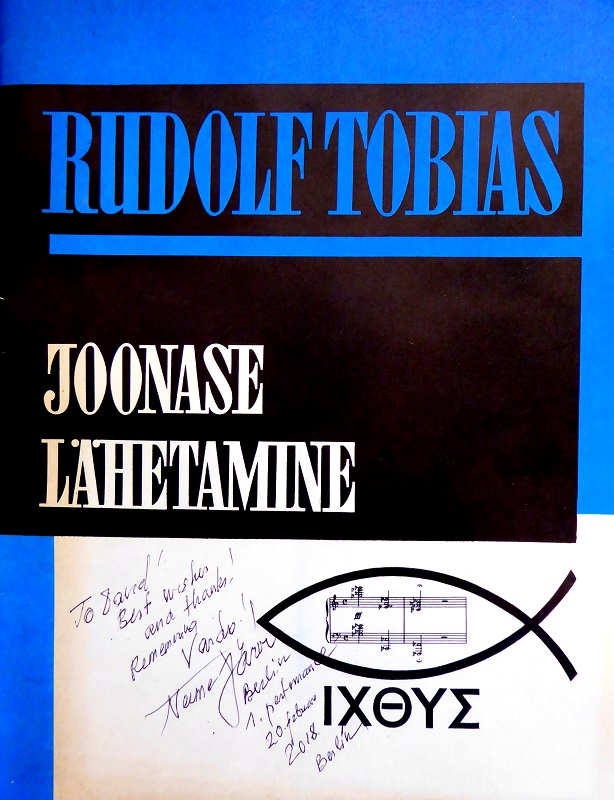 RUDOLF TOBIAS
JOONASE
LÄHETAMINE
To David!
Best wishes!
and thanks.
Remembering
Vardo!
Neeme Järvi
Berlin
1. performance
20. februar
2018.
Berlin
ΙΧΘΥΣ